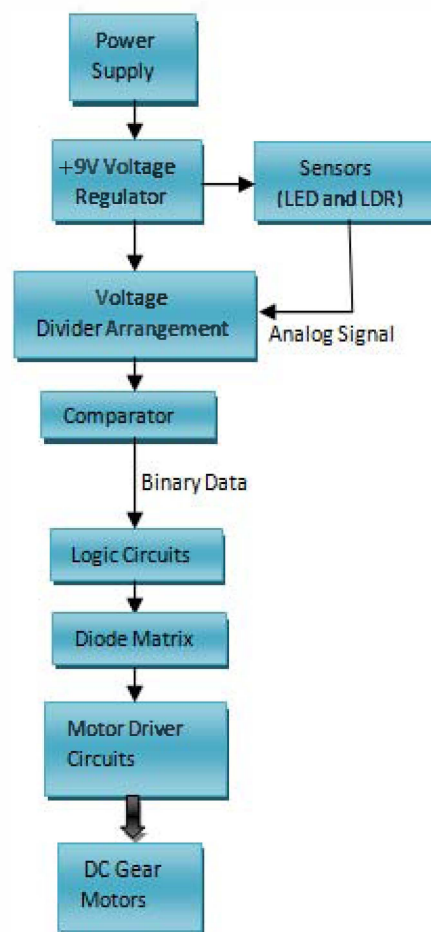 Power
Supply
+9V Voltage
Regulator
Sensors
(LED and LDR)
Voltage
Divider Arrangement
Analog Signal
Comparator
Binary Data
Logic Circuits
Diode Matrix
Motor Driver
Circuits
DC Gear
Motors